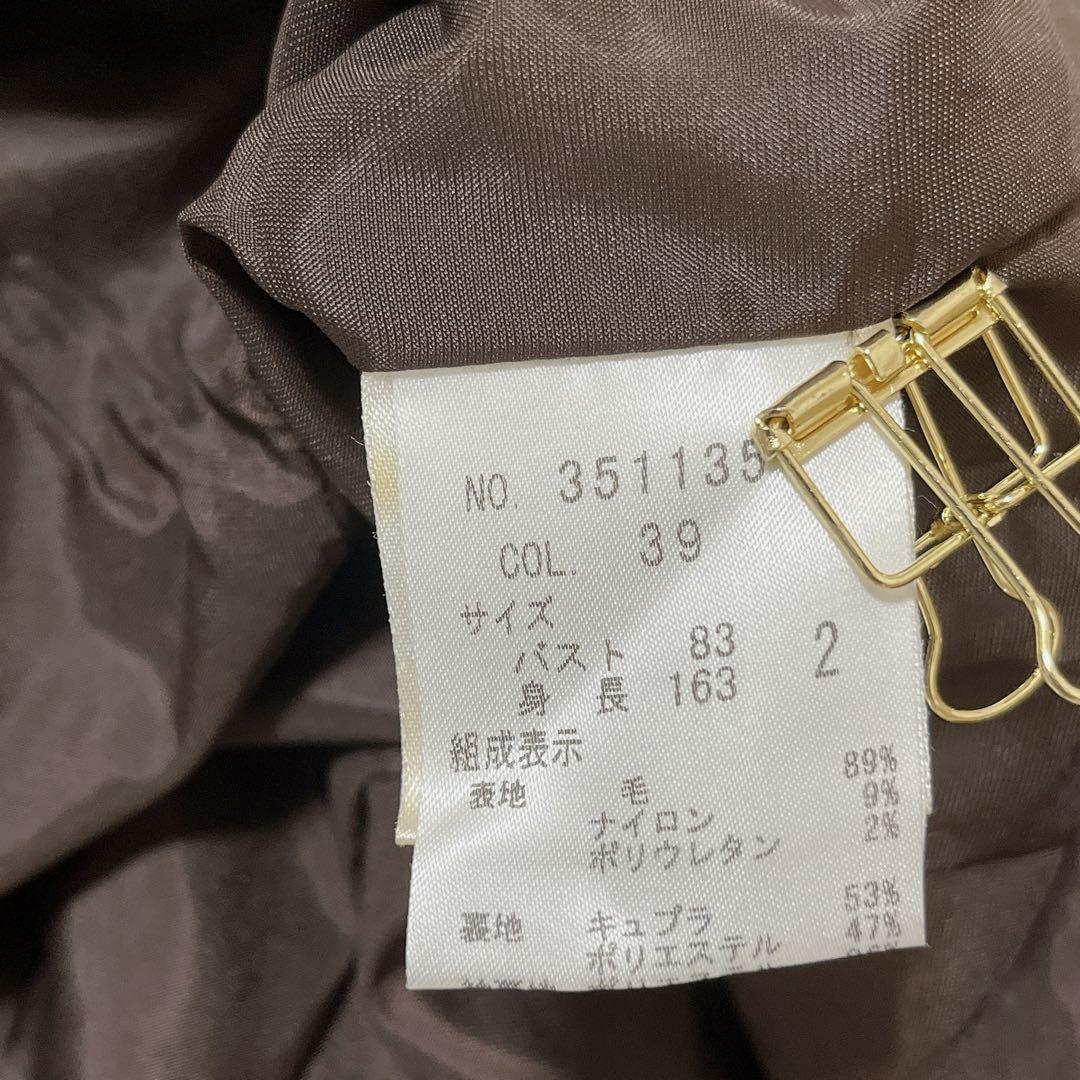 NO. 351135
COL. 39
サイズ
バスト 83 2
身 長 163
組成表示
表地 毛 89%
ナイロン 9%
ポリウレタン 2%
裏地 キュプラ 53%
ポリエステル 47%